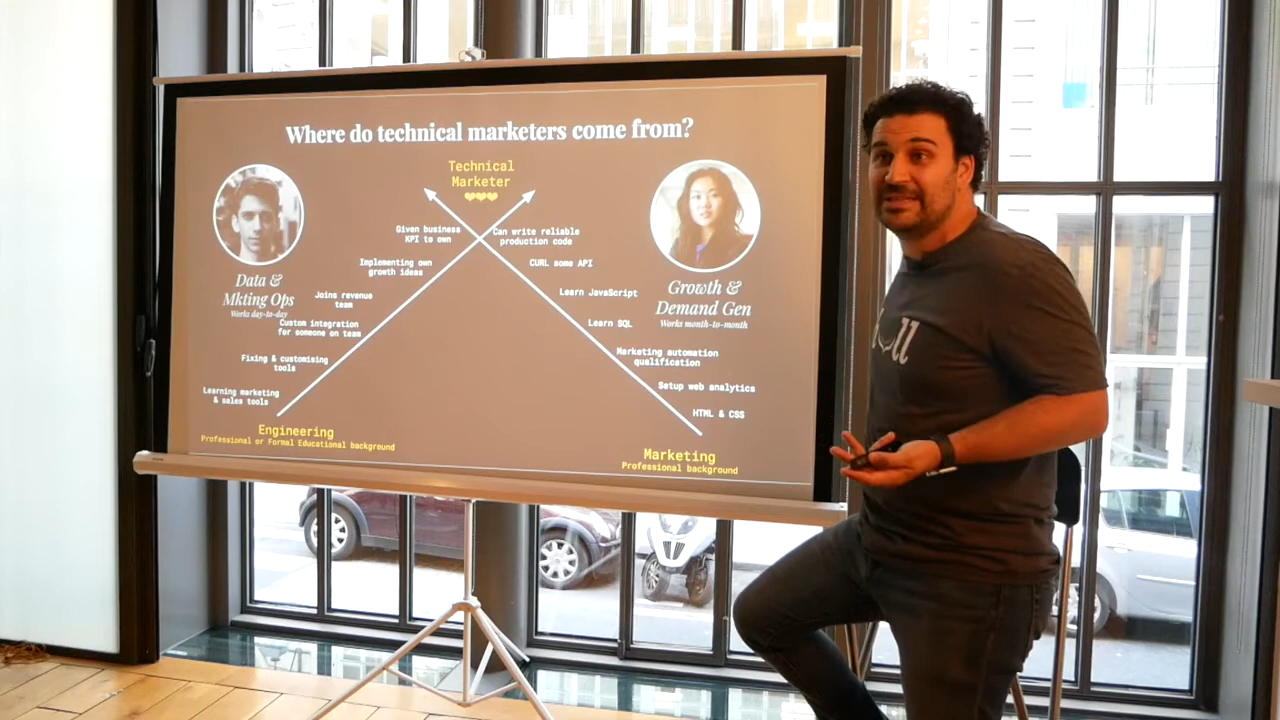 Where do technical marketers come from?
Technical
Marketer
Data &
Mkting Ops
Works day-to-day
Given business
KPI to own
Implementing own
growth ideas
Joins revenue
team
Custom integration
for someone on team
Fixing & customising
tools
Learning marketing
& sales tools
Engineering
Professional or Formal Educational background
Can write reliable
production code
CURL some API
Learn JavaScript
Learn SQL
Marketing automation
qualification
Setup web analytics
HTML & CSS
Growth &
Demand Gen
Works month-to-month
Marketing
Professional background